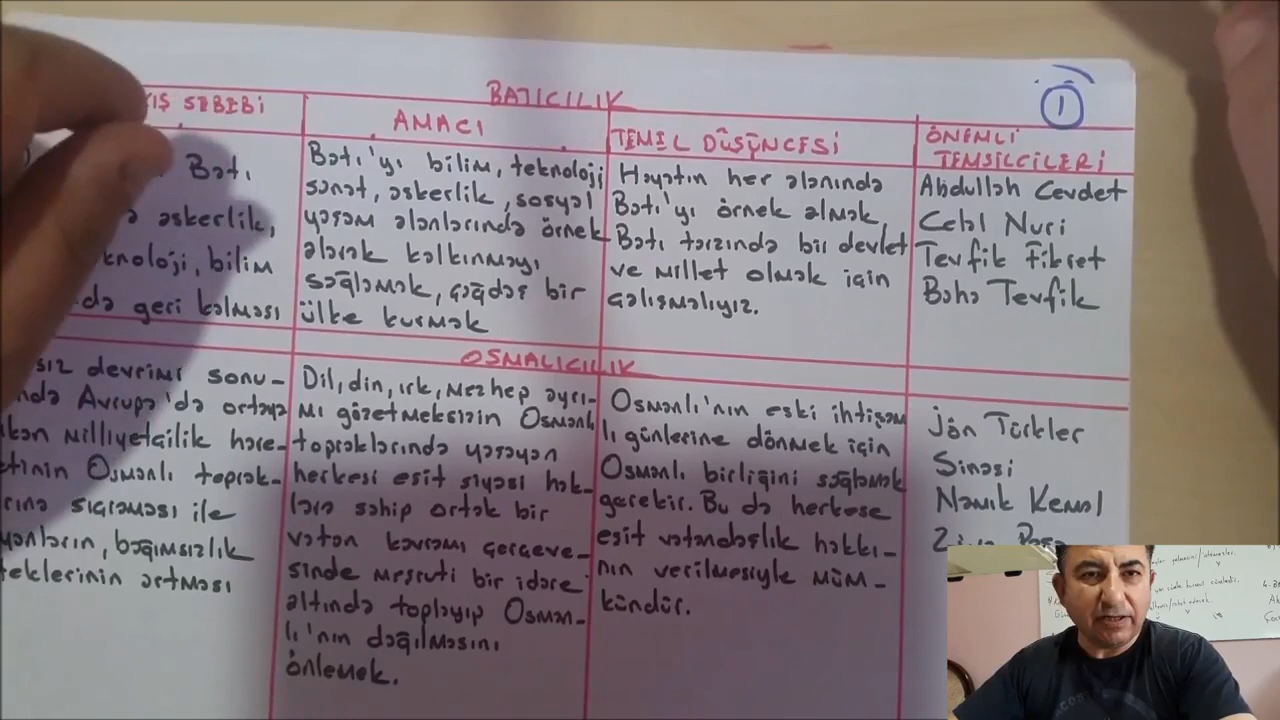 BATICILIK
1
SEBEBİ
AMACI
TEMEL DÜŞÜNCESİ
ÖNEMLİ
TEMSİLCİLERİ
Batı
askerlik,
bilim
geri kalması
Batı'yı bilim, teknoloji
sanat, askerlik, sosyal
yaşam alanlarında örnek
alarak kalkınmayı
sağlamak, çağdaş bir
ülke kurmak
Hayatın her alanında
Batı'yı örnek almak
Batı tarzında bir devlet
ve millet olmak için
çalışmalıyız.
Abdullah Cevdet
Celal Nuri
Tevfik Fikret
Baha Tevfik
OSMALICILIK
devrimi sonu-
Avrupa'da ortaya
milliyetçilik hare-
Osmanlı toprak-
sıçraması ile
bağımsızlık
artması
Dil, din, ırk, mezhep ayrı-
mı gözetmeksizin Osmanlı
topraklarında yaşayan
herkesi eşit siyasi hak-
lara sahip ortak bir
vatan kavramı çerçeve-
sinde meşruti bir idare
altında toplayıp Osman-
lı'nın dağılmasını
önlemek.
Osmanlı'nın eski ihtişam
lı günlerine dönmek için
Osmanlı birliğini sağlamak
gerekir. Bu da herkese
eşit vatandaşlık hakkı-
nın verilmesiyle müm-
kündür.
Jön Türkler
Şinasi
Namık Kemal